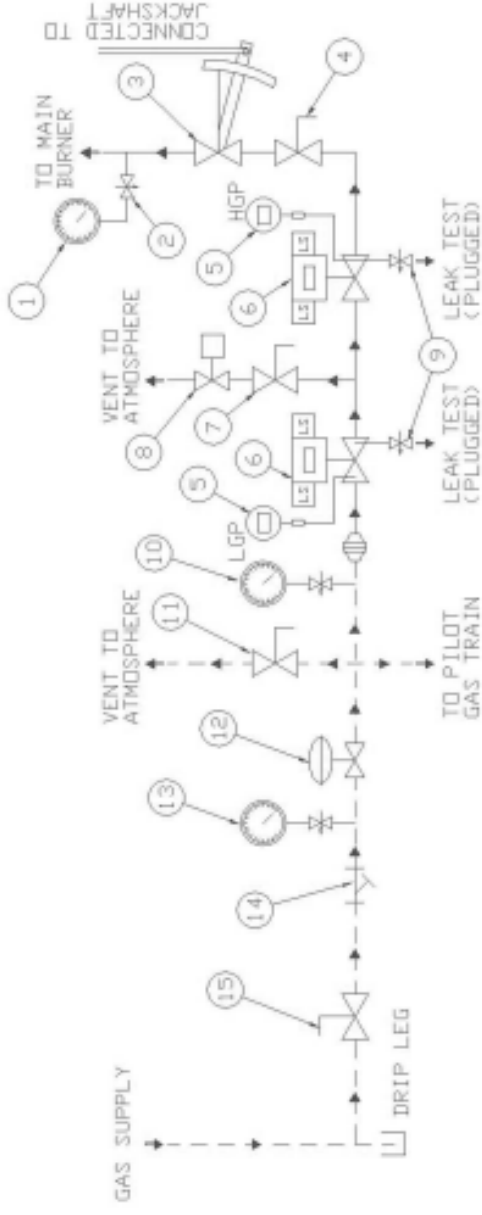 GAS SUPPLY
DRIP LEG
15
14
13
12
VENT TO
ATMOSPHERE
11
TO PILOT
GAS TRAIN
10
LGP
5
6
LS
LS
LEAK TEST
(PLUGGED)
VENT TO
ATMOSPHERE
8
7
9
HGP
5
6
LS
LS
LEAK TEST
(PLUGGED)
1
2
TO MAIN
BURNER
3
4
CONNECTED TO
JACKSHAFT